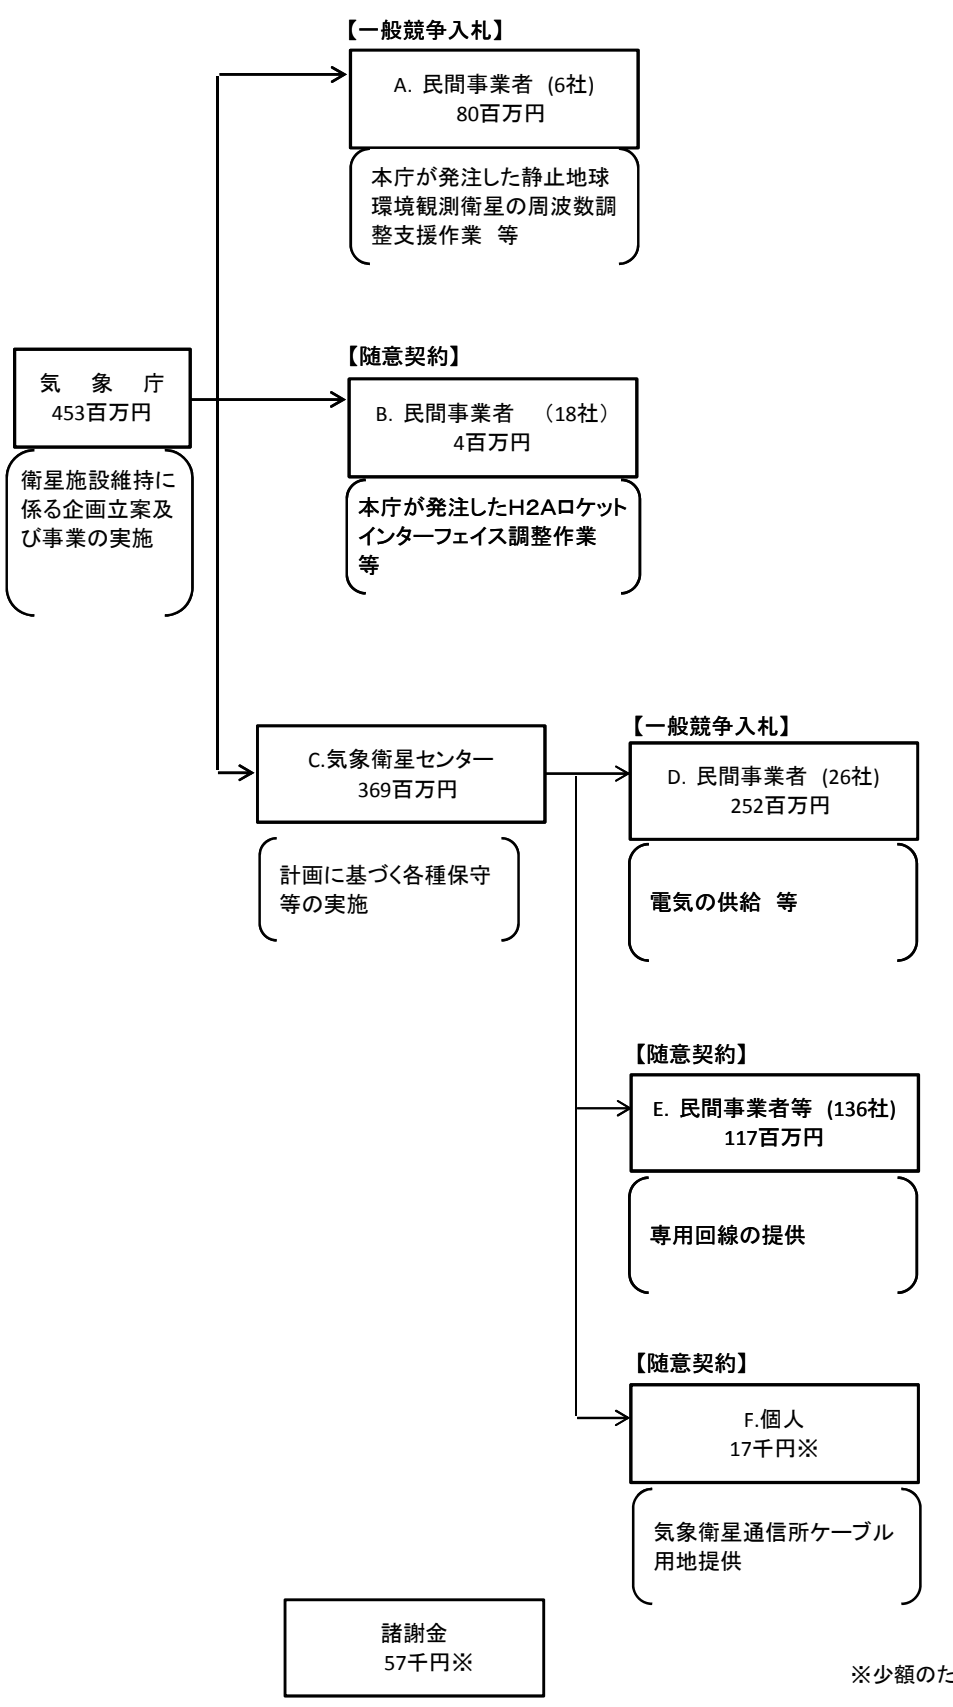 【一般競争入札】
A. 民間事業者 (6社)
80百万円
本庁が発注した静止地球
環境観測衛星の周波数調
整支援作業 等
気 象 庁
453百万円
衛星施設維持に
係る企画立案及
び事業の実施
【随意契約】
B. 民間事業者 （18社）
4百万円
本庁が発注したH2Aロケット
インターフェイス調整作業
等
C.気象衛星センター
369百万円
計画に基づく各種保守
等の実施
【一般競争入札】
D. 民間事業者 (26社)
252百万円
電気の供給 等
【随意契約】
E. 民間事業者等 (136社)
117百万円
専用回線の提供
【随意契約】
F.個人
17千円※
気象衛星通信所ケーブル
用地提供
諸謝金
57千円※
※少額のた